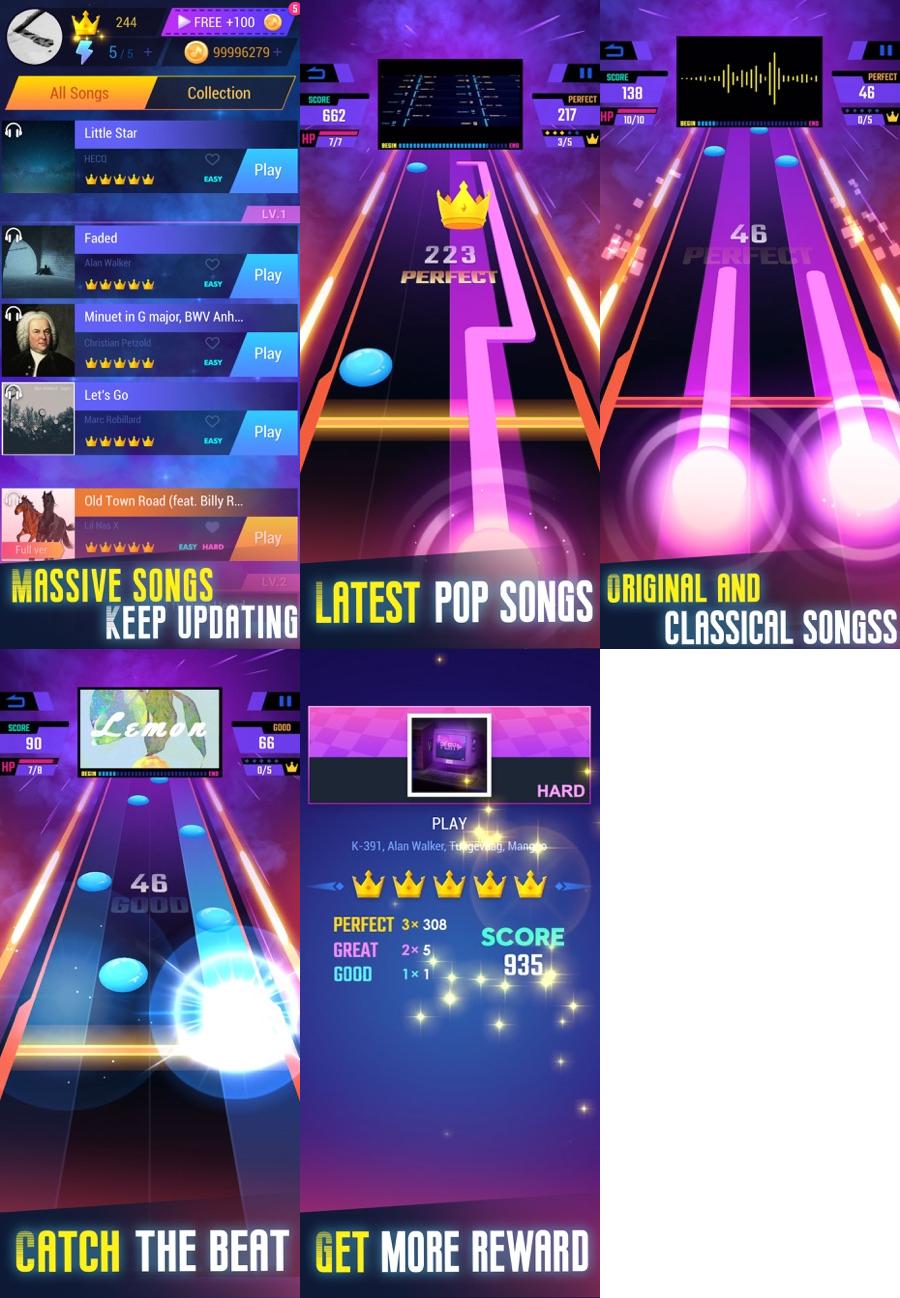 244
FREE +100
5
5 / 5 +
99996279 +
All Songs
Collection
Little Star
HECQ
EASY
Play
LV.1
Faded
Alan Walker
EASY
Play
Minuet in G major, BWV Anh...
Christian Petzold
EASY
Play
Let's Go
Marc Robillard
EASY
Play
Old Town Road (feat. Billy R...
Lil Nas X
Full ver
EASY HARD
Play
LV.2
MASSIVE SONGS
KEEP UPDATING
SCORE
662
HP
7/7
PERFECT
217
3/5
BEGIN
END
223
PERFECT
LATEST POP SONGS
SCORE
138
HP
10/10
PERFECT
46
0/5
BEGIN
END
46
PERFECT
ORIGINAL AND
CLASSICAL SONGSS
SCORE
90
HP
7/8
Lemon
GOOD
66
0/5
BEGIN
END
46
GOOD
CATCH THE BEAT
PLAY
HARD
PLAY
K-391, Alan Walker, Tungevaag, Mangoo
PERFECT 3× 308
GREAT 2× 5
GOOD 1× 1
SCORE
935
GET MORE REWARD